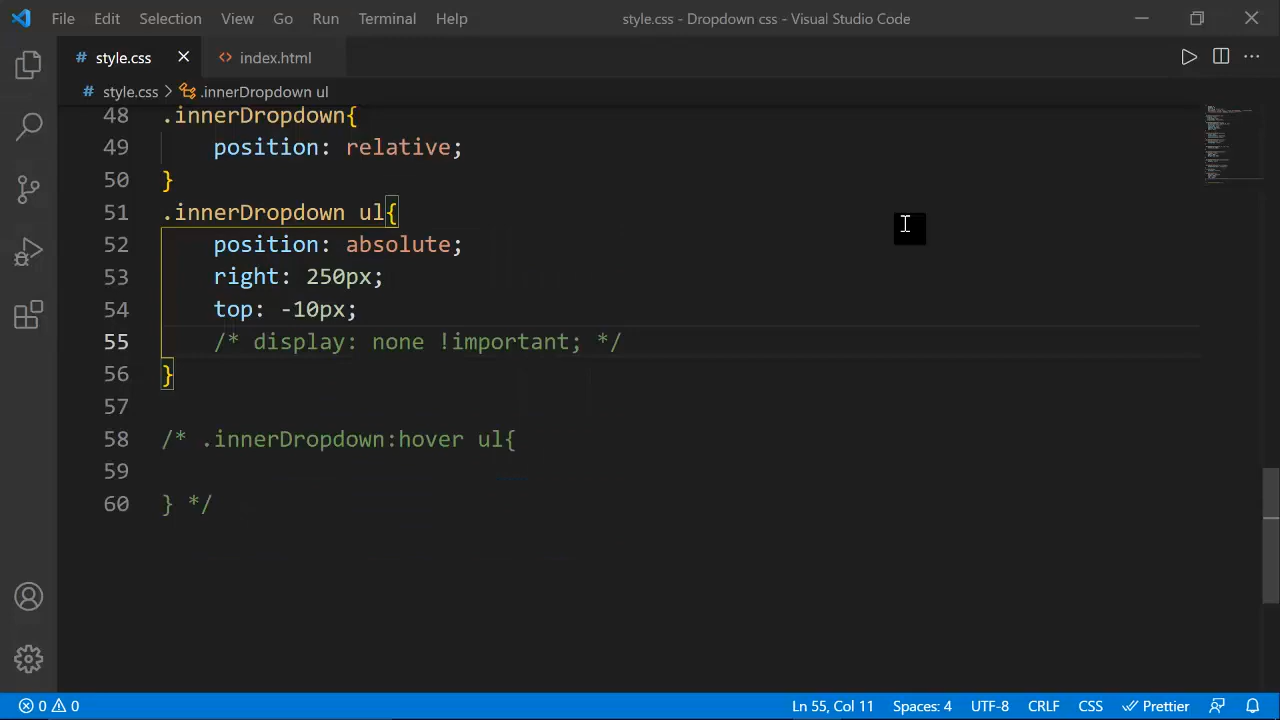 File Edit Selection View Go Run Terminal Help style.css - Dropdown css - Visual Studio Code
# style.css <> index.html
# style.css > .innerDropdown ul
48 .innerDropdown{
49 position: relative;
50 }
51 .innerDropdown ul{
52 position: absolute;
53 right: 250px;
54 top: -10px;
55 /* display: none !important; */
56 }
57
58 /* .innerDropdown:hover ul{
59
60 } */
0 0 Ln 55, Col 11 Spaces: 4 UTF-8 CRLF CSS Prettier